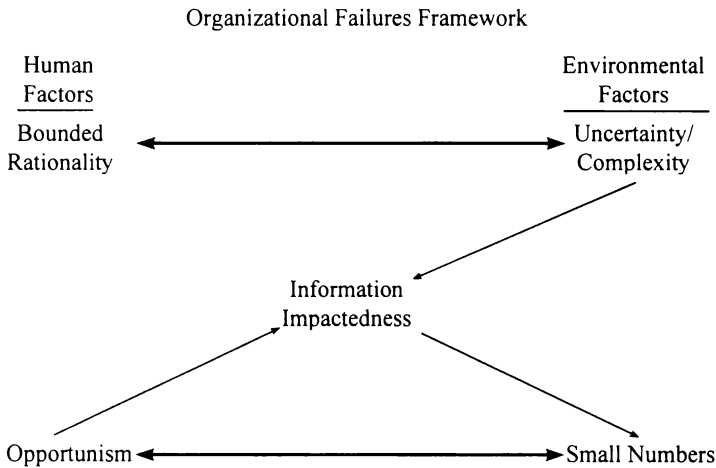 Organizational Failures Framework
Human
Factors
Environmental
Factors
Bounded
Rationality
Uncertainty/
Complexity
Information
Impactedness
Opportunism
Small Numbers